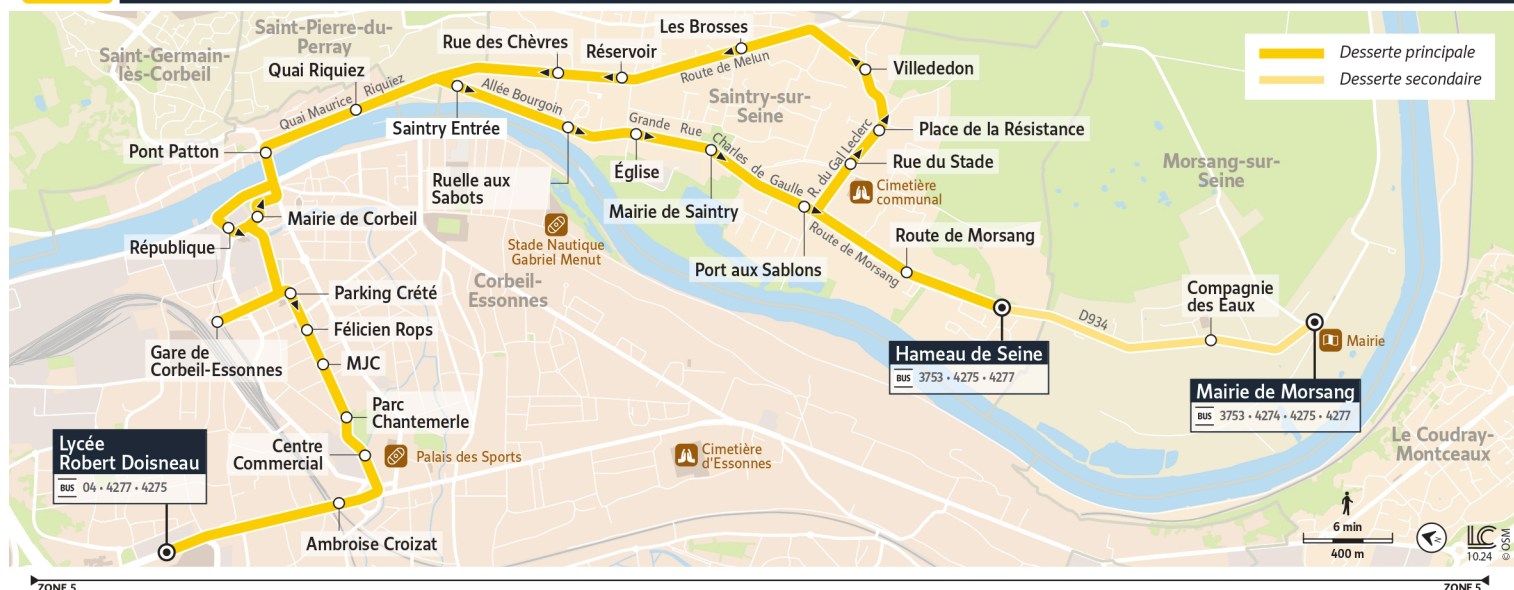 Saint-Pierre-du-
Perray
Saint-Germain-
lès-Corbeil
Quai Riquiez
Rue des Chèvres
Réservoir
Les Brosses
Route de Melun
Villededon
Desserte principale
Desserte secondaire
Quai Maurice Riquiez
Allée Bourgoin
Saintry-sur-
Seine
Saintry Entrée
Grande Rue Charles de Gaulle
R. du Gal Leclerc
Place de la Résistance
Pont Patton
Église
Rue du Stade
Morsang-sur-
Seine
Ruelle aux
Sabots
Cimetière
communal
Mairie de Corbeil
Mairie de Saintry
République
Stade Nautique
Gabriel Menut
Route de Morsang
Route de Morsang
Port aux Sablons
Corbeil-
Essonnes
Parking Crété
Compagnie
des Eaux
D934
Félicien Rops
Gare de
Corbeil-Essonnes
MJC
Hameau de Seine
BUS 3753 • 4275 • 4277
Mairie
Mairie de Morsang
BUS 3753 • 4274 • 4275 • 4277
Parc
Chantemerle
Lycée
Robert Doisneau
BUS 04 • 4277 • 4275
Centre
Commercial
Palais des Sports
Cimetière
d'Essonnes
Le Coudray-
Montceaux
Ambroise Croizat
6 min
400 m
N
LC
10.24
© OSM
ZONE 5
ZONE 5